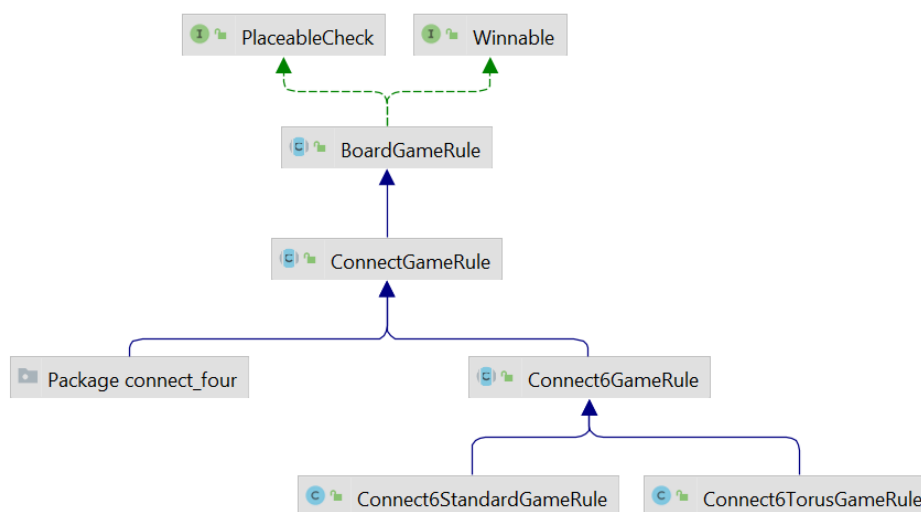 PlaceableCheck
Winnable
BoardGameRule
ConnectGameRule
Package connect_four
Connect6GameRule
Connect6StandardGameRule
Connect6TorusGameRule